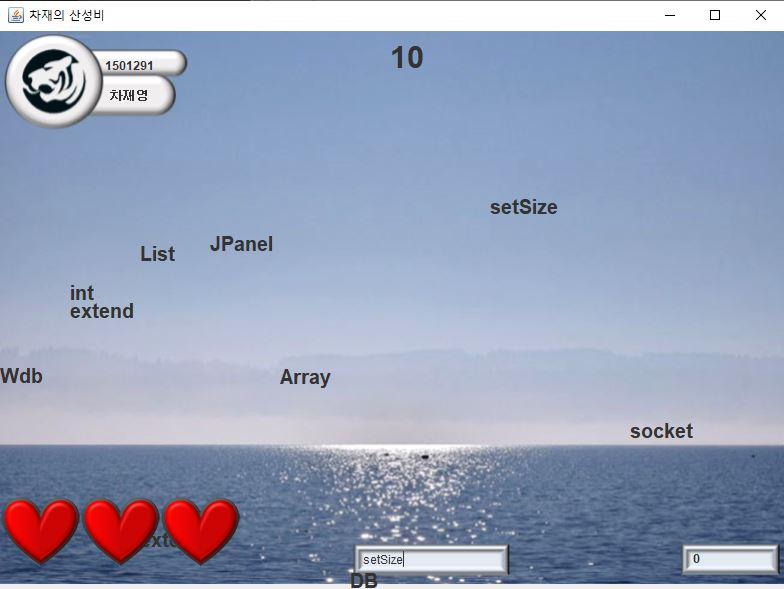 차재의 산성비
1501291
10
차재영
setSize
JPanel
List
int
extend
Wdb
Array
socket
setSize
0
DB